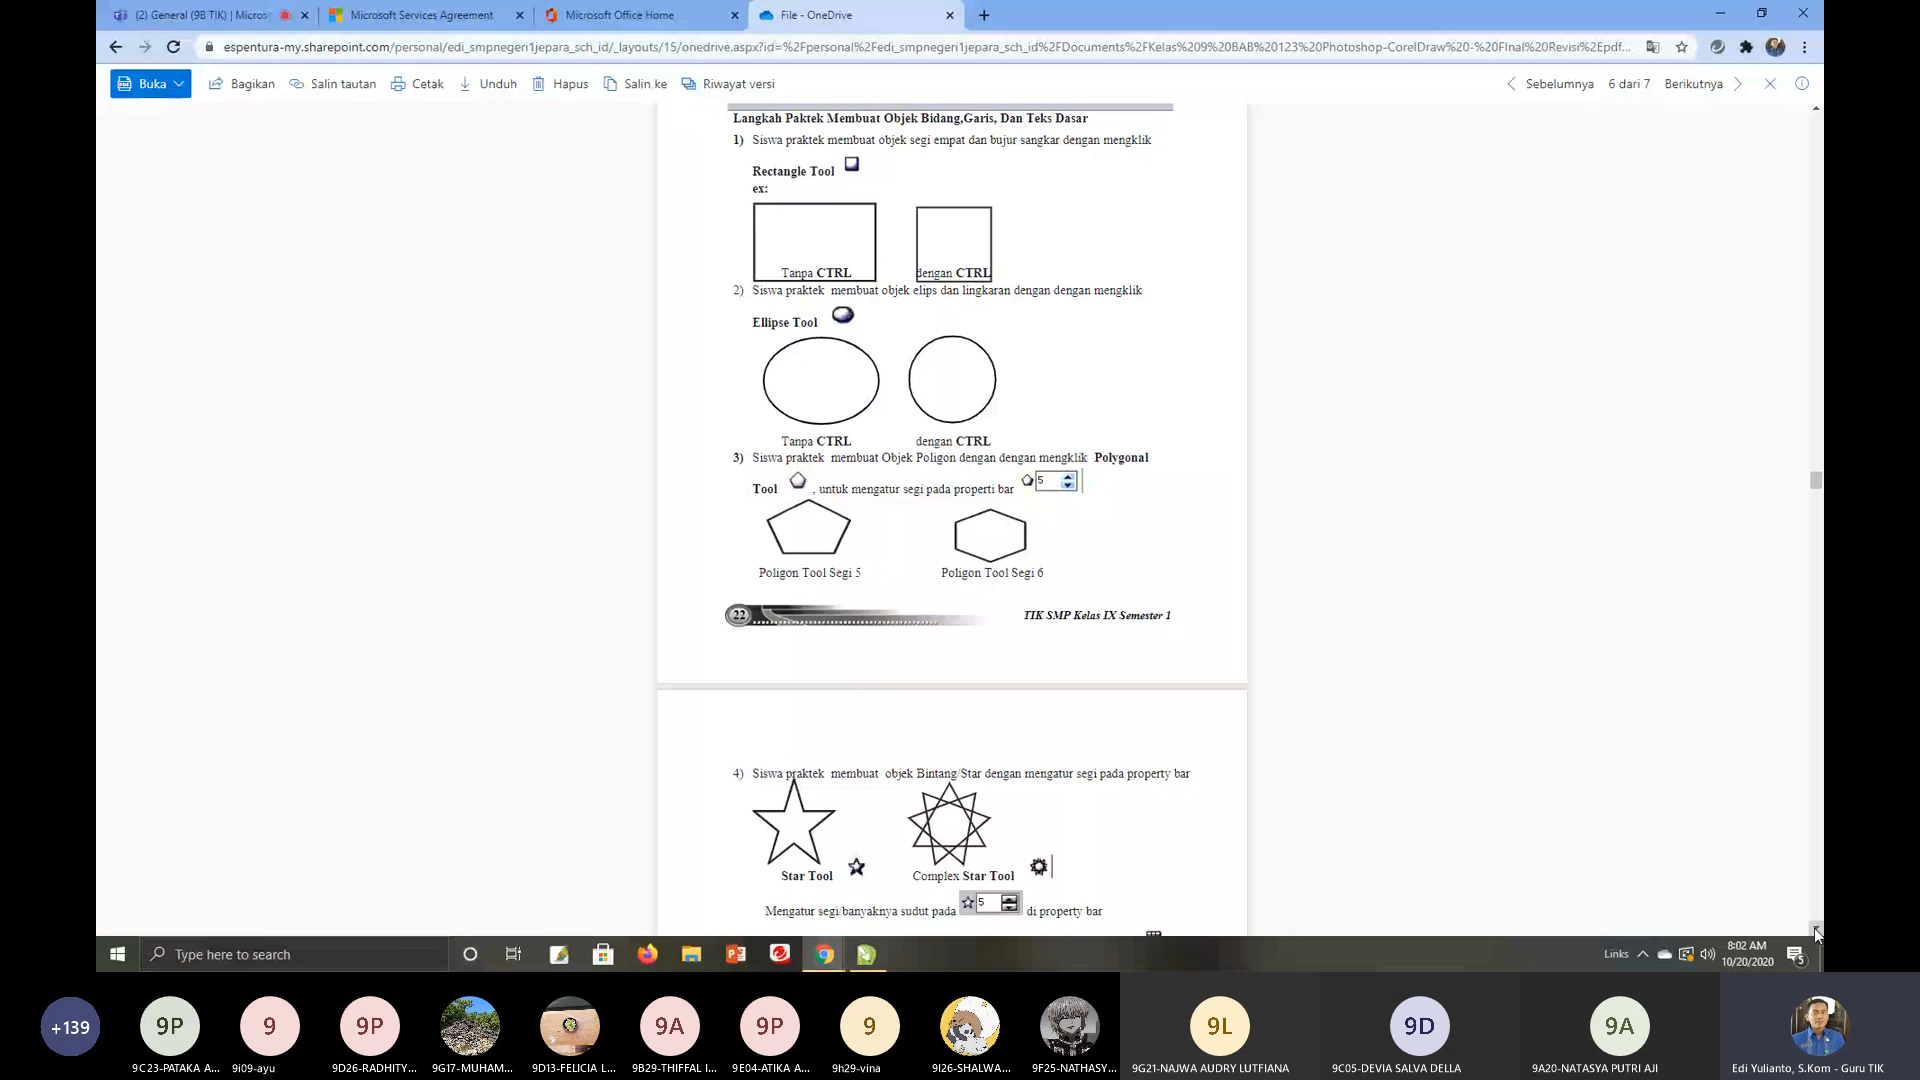 (2) General (9B TIK) | Micros
Microsoft Services Agreement
Microsoft Office Home
File - OneDrive
espentura-my.sharepoint.com/personal/edi_smpnegeri1jepara_sch_id/_layouts/15/onedrive.aspx?id=%2Fpersonal%2Fedi_smpnegeri1jepara_sch_id%2FDocuments%2FKelas%209%20BAB%20123%20Photoshop-CorelDraw%20-%20FInal%20Revisi%2Epdf...
Buka
Bagikan
Salin tautan
Cetak
Unduh
Hapus
Salin ke
Riwayat versi
Sebelumnya
6 dari 7
Berikutnya
Langkah Paktek Membuat Objek Bidang,Garis, Dan Teks Dasar
1) Siswa praktek membuat objek segi empat dan bujur sangkar dengan mengklik
Rectangle Tool
ex:
Tanpa CTRL
dengan CTRL
2) Siswa praktek membuat objek elips dan lingkaran dengan dengan mengklik
Ellipse Tool
Tanpa CTRL
dengan CTRL
3) Siswa praktek membuat Objek Poligon dengan dengan mengklik Polygonal
Tool , untuk mengatur segi pada properti bar 5
Poligon Tool Segi 5
Poligon Tool Segi 6
22
TIK SMP Kelas IX Semester 1
4) Siswa praktek membuat objek Bintang/Star dengan mengatur segi pada property bar
Star Tool
Complex Star Tool
Mengatur segi/banyaknya sudut pada 5 di property bar
Type here to search
Links
8:02 AM
10/20/2020
5
+139
9P
9
9P
9A
9P
9
9L
9D
9A
9C23-PATAKA A...
9i09-ayu
9D26-RADHITY...
9G17-MUHAM...
9D13-FELICIA L...
9B29-THIFFAL I...
9E04-ATIKA A...
9h29-vina
9I26-SHALWA...
9F25-NATHASY...
9G21-NAJWA AUDRY LUTFIANA
9C05-DEVIA SALVA DELLA
9A20-NATASYA PUTRI AJI
Edi Yulianto, S.Kom - Guru TIK